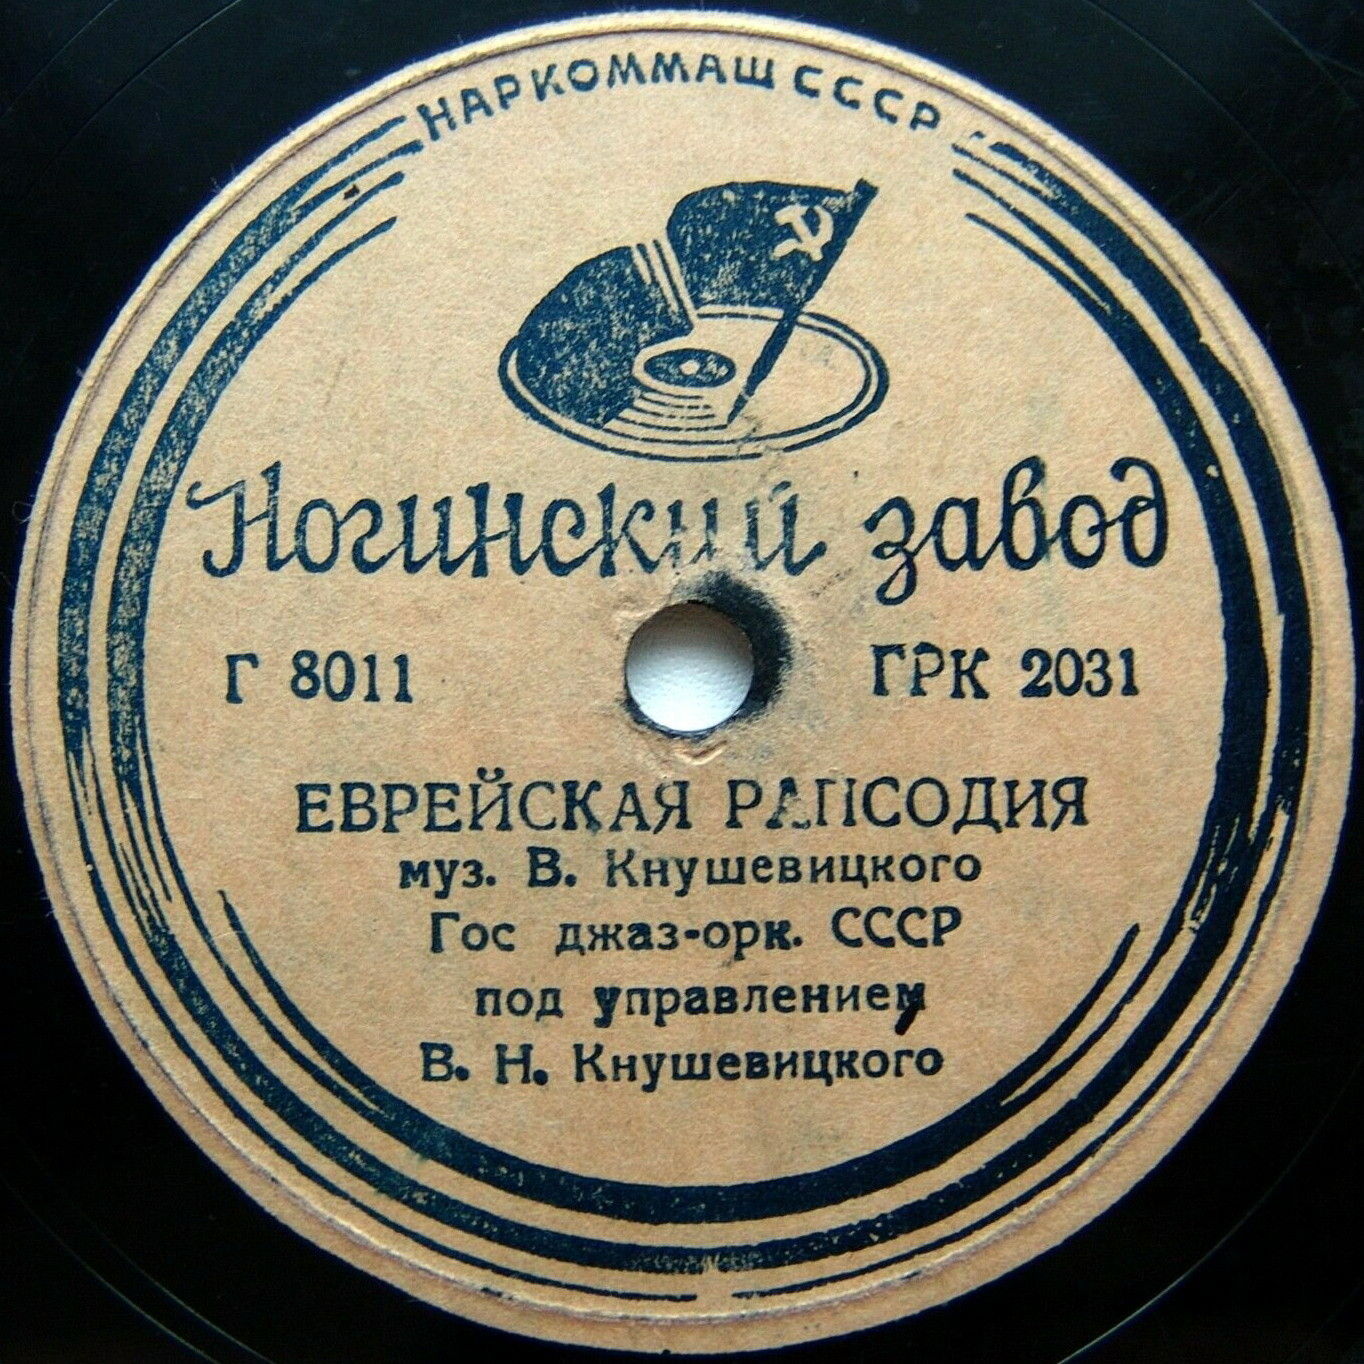 НАРКОММАШ СССР
Ногинский завод
Г 8011 ГРК 2031
ЕВРЕЙСКАЯ РАПСОДИЯ
муз. В. Кнушевицкого
Гос джаз-орк. СССР
под управлением
В. Н. Кнушевицкого